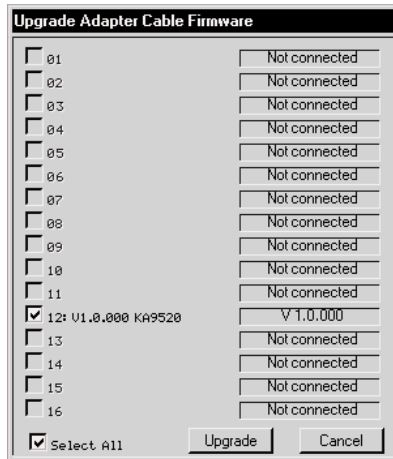 Upgrade Adapter Cable Firmware
01 Not connected
02 Not connected
03 Not connected
04 Not connected
05 Not connected
06 Not connected
07 Not connected
08 Not connected
09 Not connected
10 Not connected
11 Not connected
12: V1.0.000 KA9520 V 1.0.000
13 Not connected
14 Not connected
15 Not connected
16 Not connected
Select All Upgrade Cancel